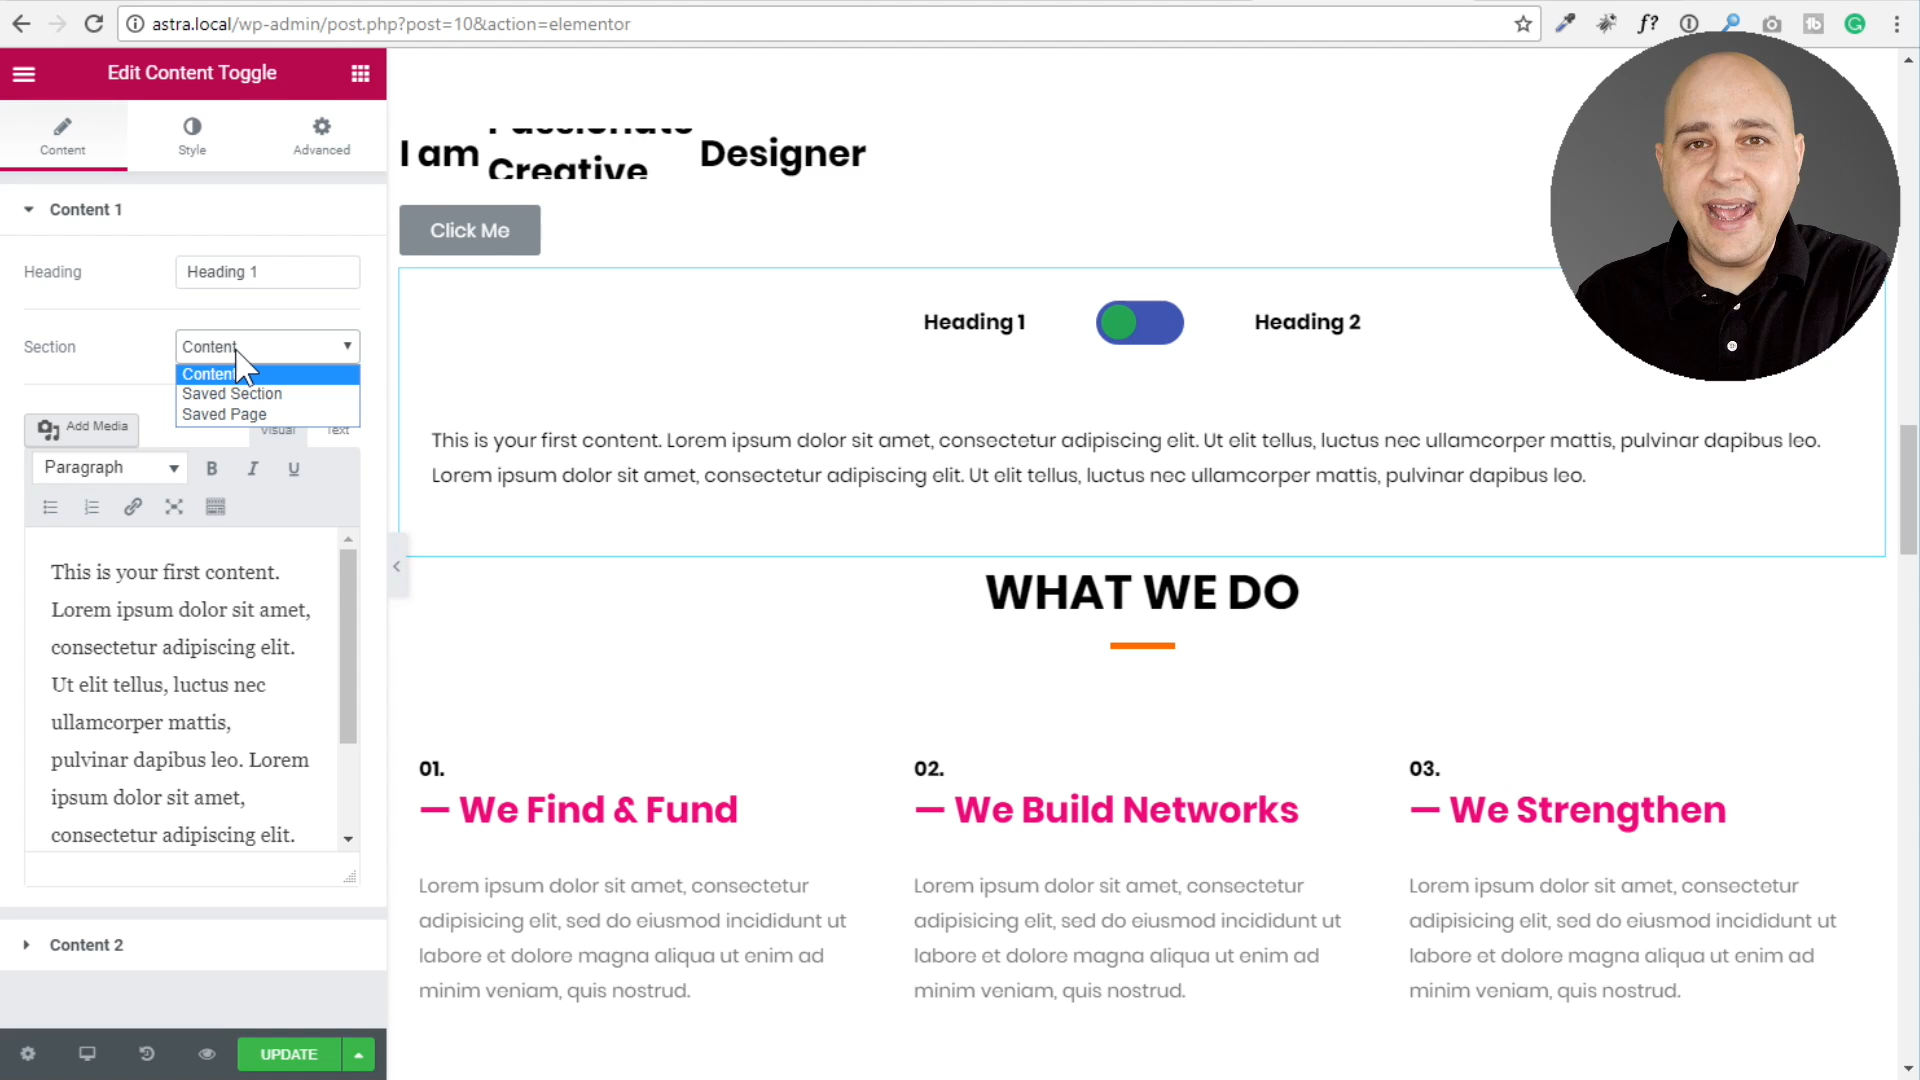 astra.local/wp-admin/post.php?post=10&action=elementor
f?
Edit Content Toggle
Content
Style
Advanced
Content 1
Heading
Heading 1
Section
Content
Content
Saved Section
Saved Page
Add Media
Visual
Text
Paragraph
B
I
U
This is your first content.
Lorem ipsum dolor sit amet,
consectetur adipiscing elit.
Ut elit tellus, luctus nec
ullamcorper mattis,
pulvinar dapibus leo. Lorem
ipsum dolor sit amet,
consectetur adipiscing elit.
Content 2
UPDATE
I am Passionate Creative Designer
Click Me
Heading 1
Heading 2
This is your first content. Lorem ipsum dolor sit amet, consectetur adipiscing elit. Ut elit tellus, luctus nec ullamcorper mattis, pulvinar dapibus leo.
Lorem ipsum dolor sit amet, consectetur adipiscing elit. Ut elit tellus, luctus nec ullamcorper mattis, pulvinar dapibus leo.
WHAT WE DO
01.
— We Find & Fund
Lorem ipsum dolor sit amet, consectetur
adipisicing elit, sed do eiusmod incididunt ut
labore et dolore magna aliqua ut enim ad
minim veniam, quis nostrud.
02.
— We Build Networks
Lorem ipsum dolor sit amet, consectetur
adipisicing elit, sed do eiusmod incididunt ut
labore et dolore magna aliqua ut enim ad
minim veniam, quis nostrud.
03.
— We Strengthen
Lorem ipsum dolor sit amet, consectetur
adipisicing elit, sed do eiusmod incididunt ut
labore et dolore magna aliqua ut enim ad
minim veniam, quis nostrud.